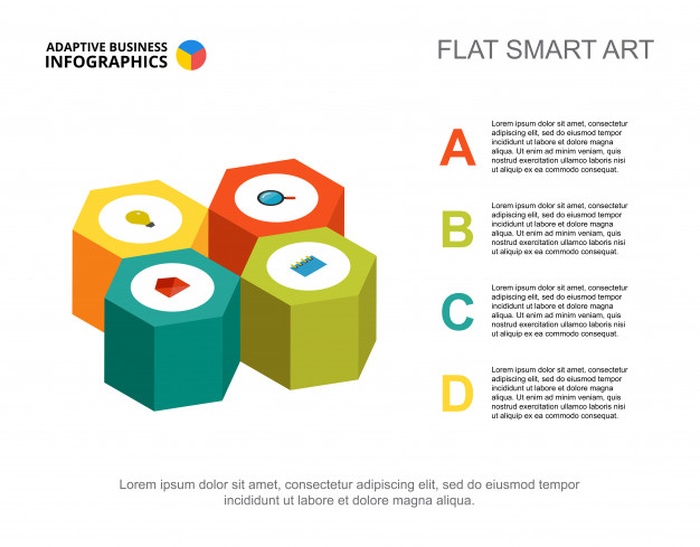 ADAPTIVE BUSINESS
INFOGRAPHICS
FLAT SMART ART
A
Lorem ipsum dolor sit amet, consectetur
adipiscing elit, sed do eiusmod tempor
incididunt ut labore et dolore magna
aliqua. Ut enim ad minim veniam, quis
nostrud exercitation ullamco laboris nisi
ut aliquip ex ea commodo.
B
Lorem ipsum dolor sit amet, consectetur
adipiscing elit, sed do eiusmod tempor
incididunt ut labore et dolore magna
aliqua. Ut enim ad minim veniam, quis
nostrud exercitation ullamco laboris nisi
ut aliquip ex ea commodo.
C
Lorem ipsum dolor sit amet, consectetur
adipiscing elit, sed do eiusmod tempor
incididunt ut labore et dolore magna
aliqua. Ut enim ad minim veniam, quis
nostrud exercitation ullamco laboris nisi
ut aliquip ex ea commodo.
D
Lorem ipsum dolor sit amet, consectetur
adipiscing elit, sed do eiusmod tempor
incididunt ut labore et dolore magna
aliqua. Ut enim ad minim veniam, quis
nostrud exercitation ullamco laboris nisi
ut aliquip ex ea commodo.
Lorem ipsum dolor sit amet, consectetur adipiscing elit, sed do eiusmod tempor
incididunt ut labore et dolore magna aliqua.